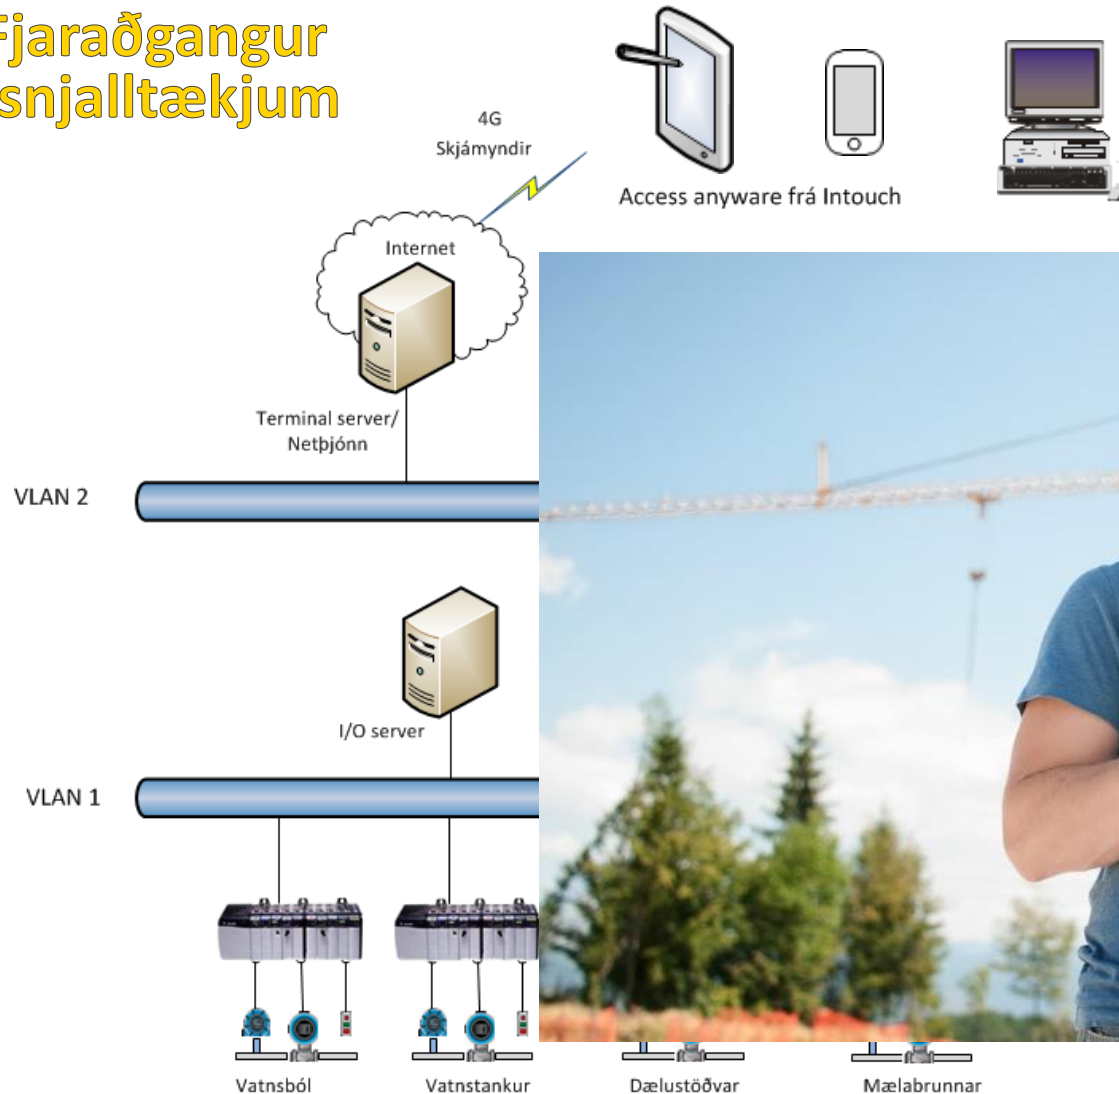 Fjaraðgangur
snjalltækjum
4G
Skjámyndir
Access anyware frá Intouch
Internet
Terminal server/
Netþjónn
VLAN 2
I/O server
VLAN 1
Vatnsból
Vatnstankur
Dælustöðvar
Mælabrunnar